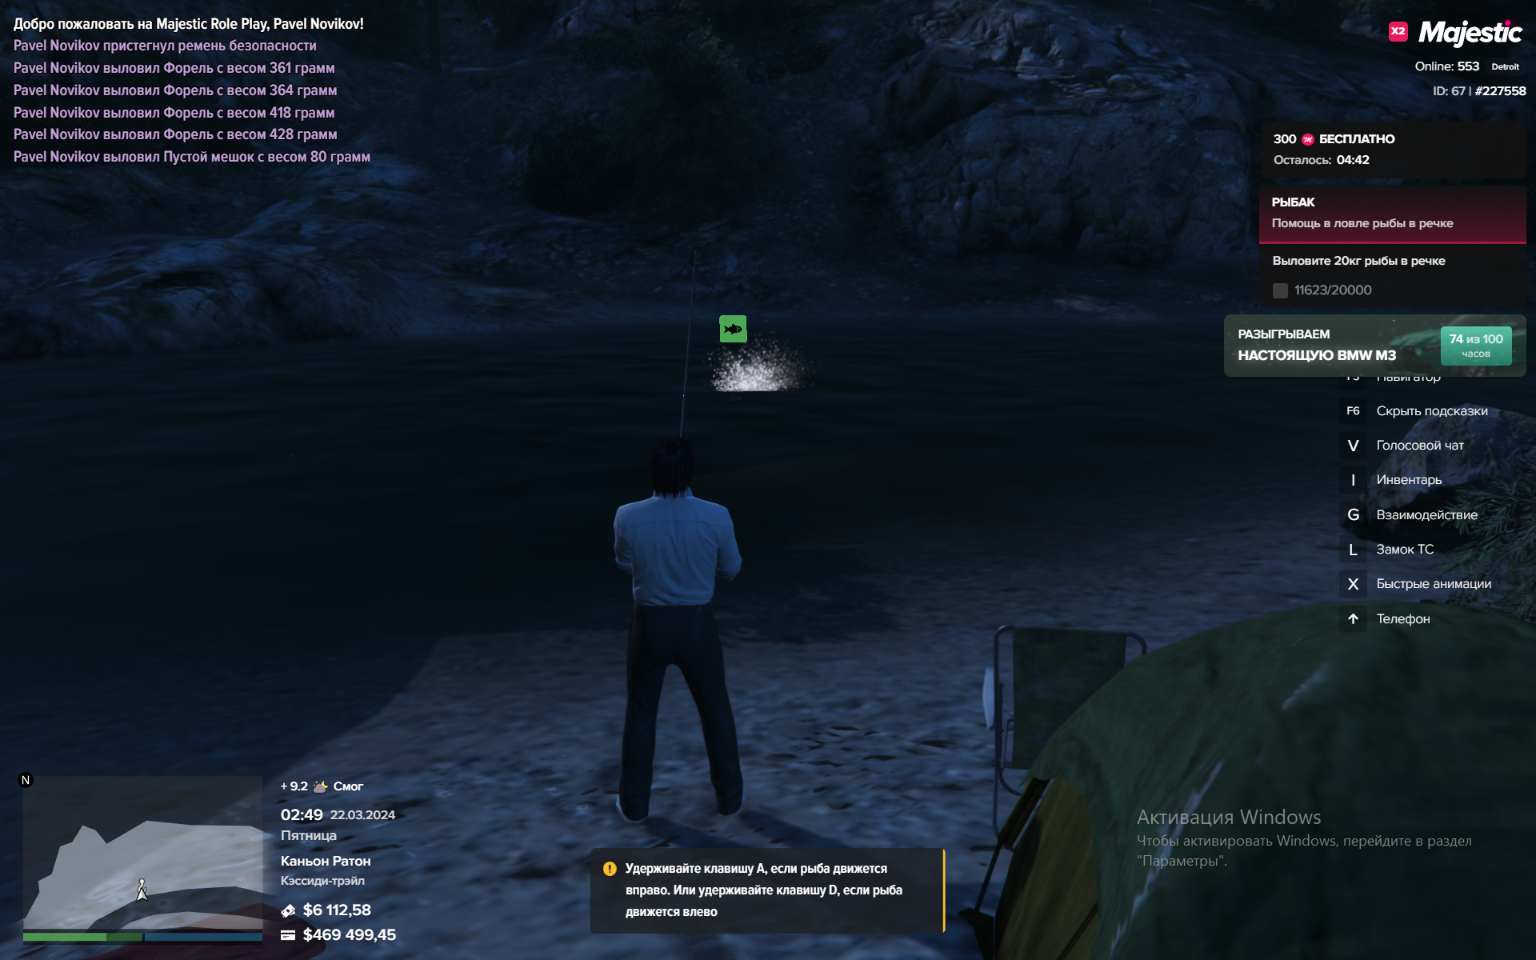 Добро пожаловать на Majestic Role Play, Pavel Novikov!
Pavel Novikov пристегнул ремень безопасности
Pavel Novikov выловил Форель с весом 361 грамм
Pavel Novikov выловил Форель с весом 364 грамм
Pavel Novikov выловил Форель с весом 418 грамм
Pavel Novikov выловил Форель с весом 428 грамм
Pavel Novikov выловил Пустой мешок с весом 80 грамм
X2 Majestic
Online: 553 Detroit
ID: 67 | #227558
300 БЕСПЛАТНО
Осталось: 04:42
РЫБАК
Помощь в ловле рыбы в речке
Выловите 20кг рыбы в речке
11623/20000
РАЗЫГРЫВАЕМ
НАСТОЯЩУЮ BMW M3
74 из 100
часов
Навигатор
F6 Скрыть подсказки
V Голосовой чат
I Инвентарь
G Взаимодействие
L Замок ТС
X Быстрые анимации
↑ Телефон
N
+ 9.2 Смог
02:49 22.03.2024
Пятница
Каньон Ратон
Кэссиди-трэйл
$6 112,58
$469 499,45
Удерживайте клавишу A, если рыба движется
вправо. Или удерживайте клавишу D, если рыба
движется влево
Активация Windows
Чтобы активировать Windows, перейдите в раздел
"Параметры".